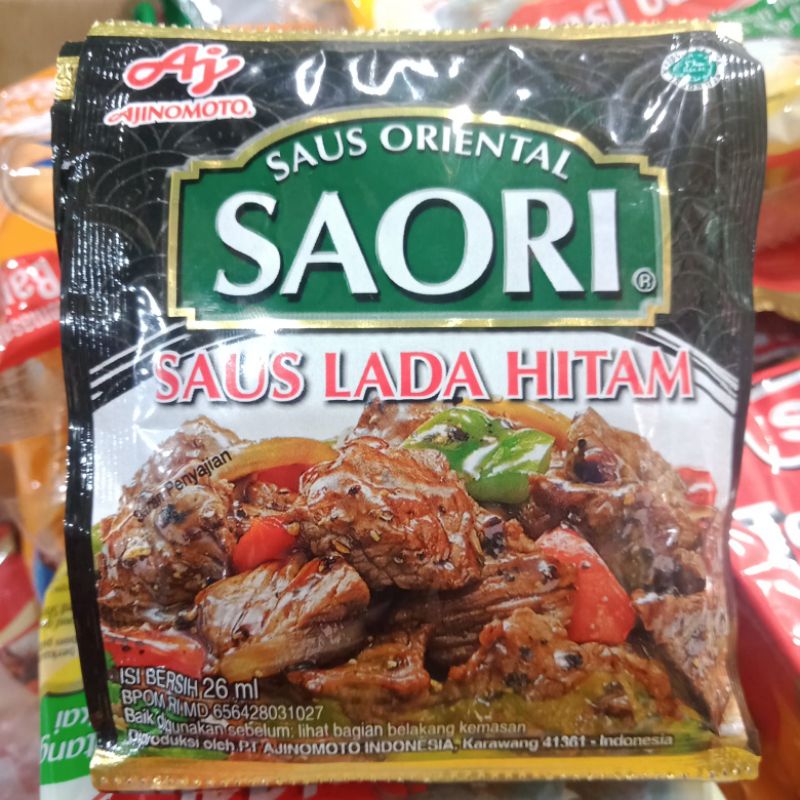 Aj
AJINOMOTO®
SAUS ORIENTAL
SAORI®
SAUS LADA HITAM
Saran Penyajian
ISI BERSIH 26 ml
BPOM RI MD 656428031027
Baik digunakan sebelum: lihat bagian belakang kemasan
Diproduksi oleh P.T AJINOMOTO INDONESIA, Karawang 41361 - Indonesia